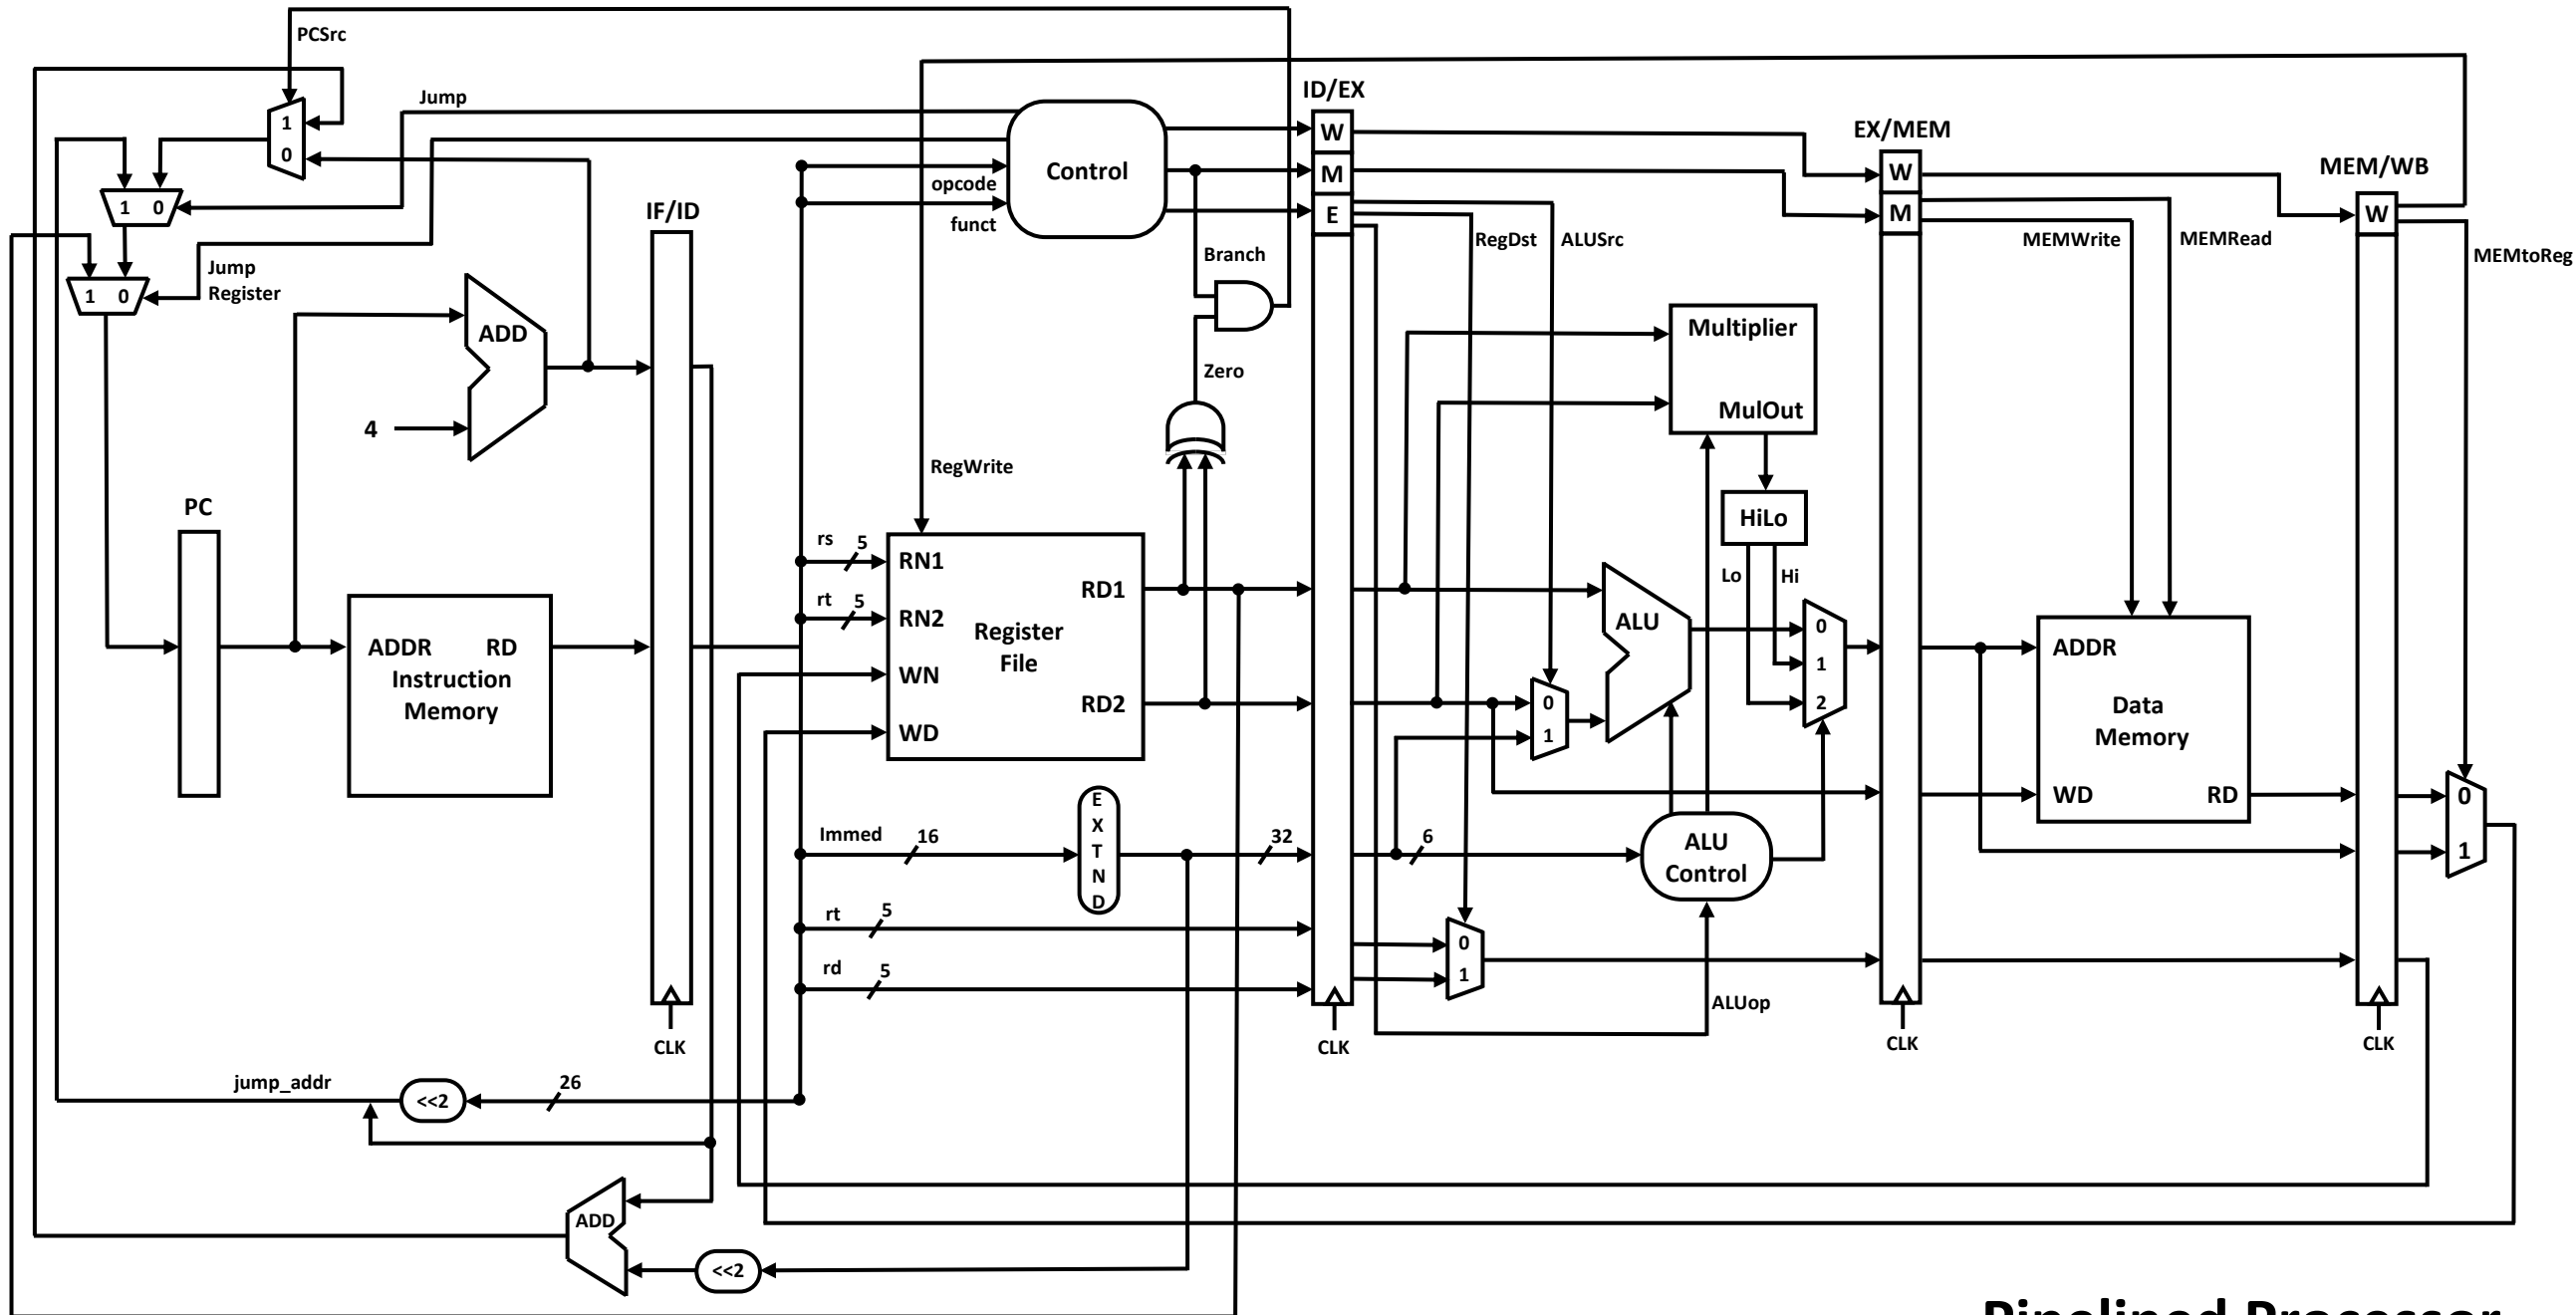 PCSrc
Jump
ID/EX
EX/MEM
MEM/WB
1
0
W
M
E
W
M
W
Control
opcode
funct
IF/ID
1 0
Jump
Register
1 0
Branch
RegDst
ALUSrc
MEMWrite
MEMRead
MEMtoReg
ADD
4
Zero
Multiplier
MulOut
RegWrite
HiLo
Lo
Hi
PC
rs
5
rt
5
RN1
RN2
WN
WD
RD1
RD2
Register
File
ADDR RD
Instruction
Memory
ALU
0
1
0
1
2
ADDR
Data
Memory
WD
RD
0
1
Immed
16
E
X
T
N
D
32
6
ALU
Control
rt
5
rd
5
0
1
ALUop
CLK
CLK
CLK
CLK
jump_addr
<<2
26
ADD
<<2
Pipelined Processor